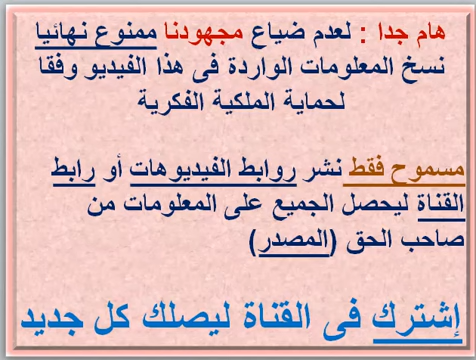 هام جدا : لعدم ضياع مجهودنا ممنوع نهائيا
نسخ المعلومات الواردة فى هذا الفيديو وفقا
لحماية الملكية الفكرية
مسموح فقط نشر روابط الفيديوهات أو رابط
القناة ليحصل الجميع على المعلومات من
صاحب الحق (المصدر)
إشترك فى القناة ليصلك كل جديد